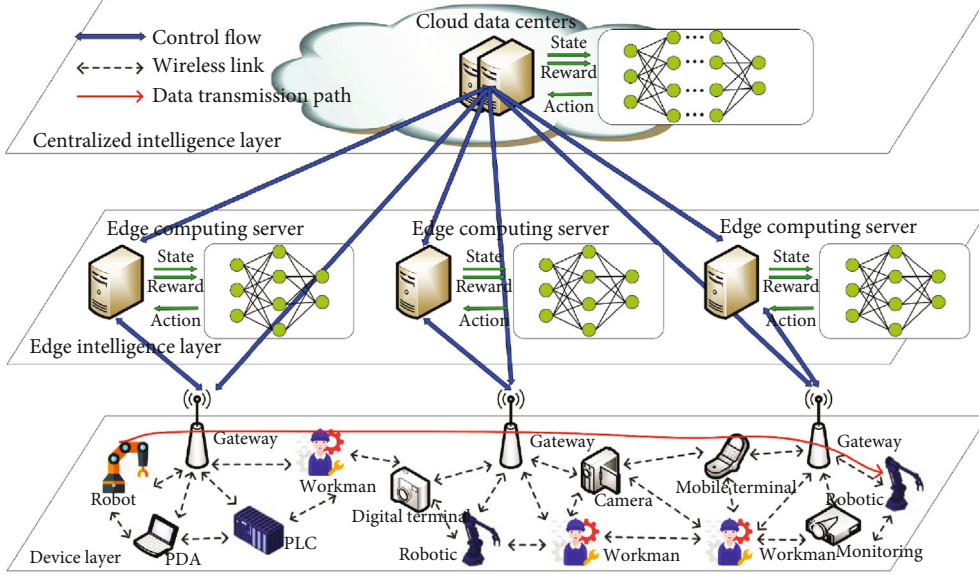 Cloud data centers
Control flow
Wireless link
Data transmission path
State
Reward
Action
Centralized intelligence layer
Edge computing server
Edge computing server
Edge computing server
State
Reward
Action
State
Reward
Action
State
Reward
Action
Edge intelligence layer
Gateway
Gateway
Gateway
Robot
Workman
Digital terminal
Camera
Mobile terminal
Robotic
PDA
PLC
Robotic
Workman
Workman
Monitoring
Device layer